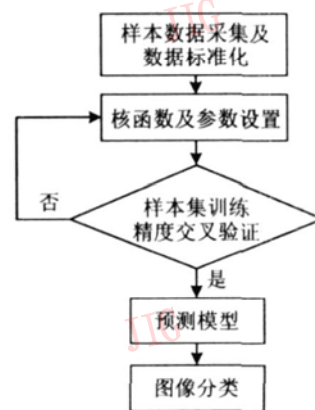 JIG
样本数据采集及
数据标准化
核函数及参数设置
否
样本集训练
精度交叉验证
是
预测模型
JIG
图像分类